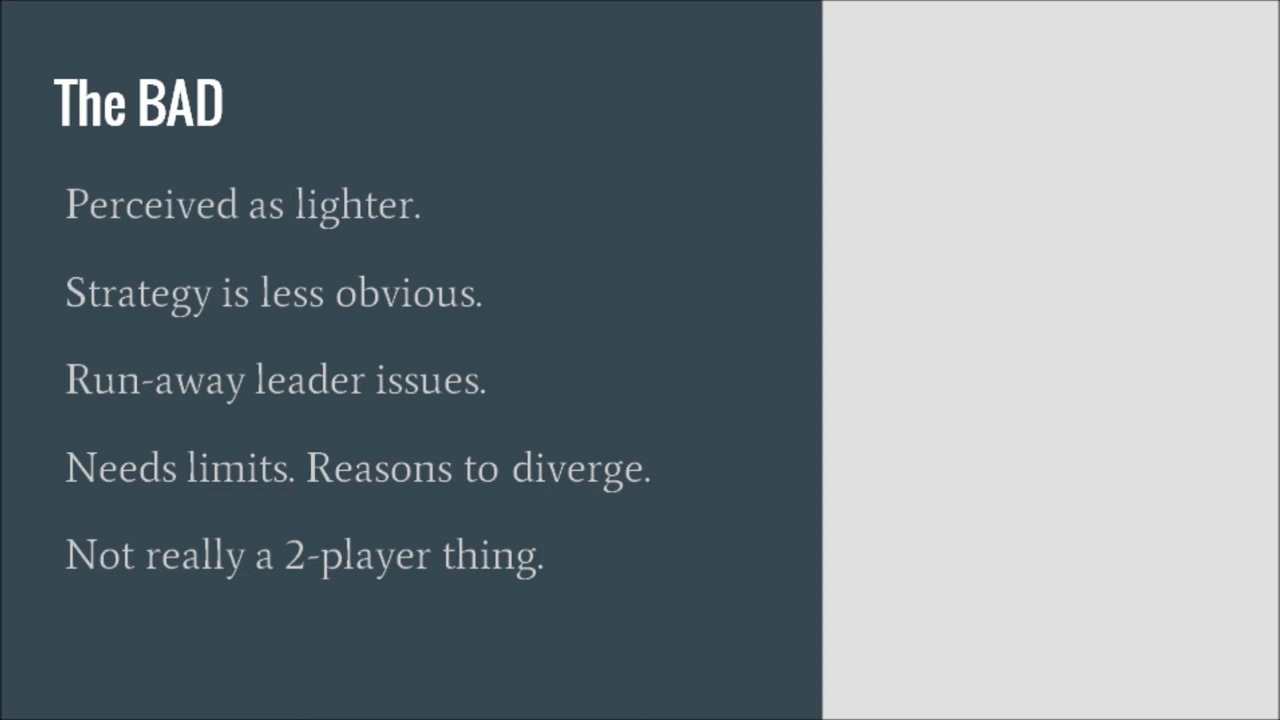 The BAD
Perceived as lighter.
Strategy is less obvious.
Run-away leader issues.
Needs limits. Reasons to diverge.
Not really a 2-player thing.